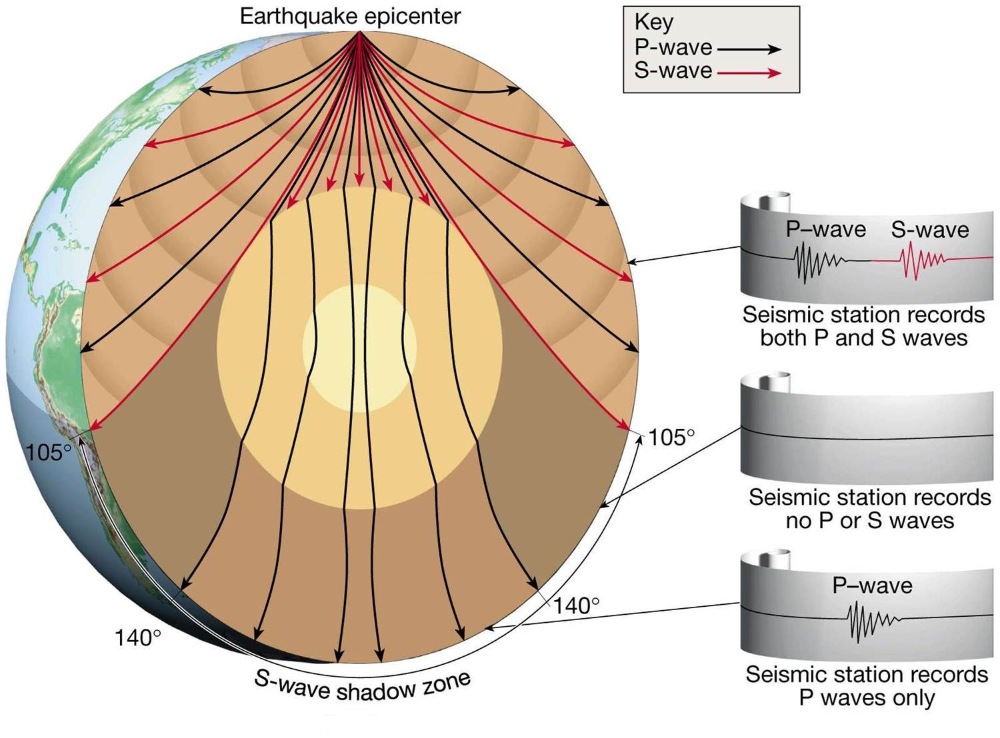 Earthquake epicenter
Key
P-wave
S-wave
P–wave S-wave
Seismic station records
both P and S waves
105°
105°
Seismic station records
no P or S waves
P–wave
140°
140°
S-wave shadow zone
Seismic station records
P waves only